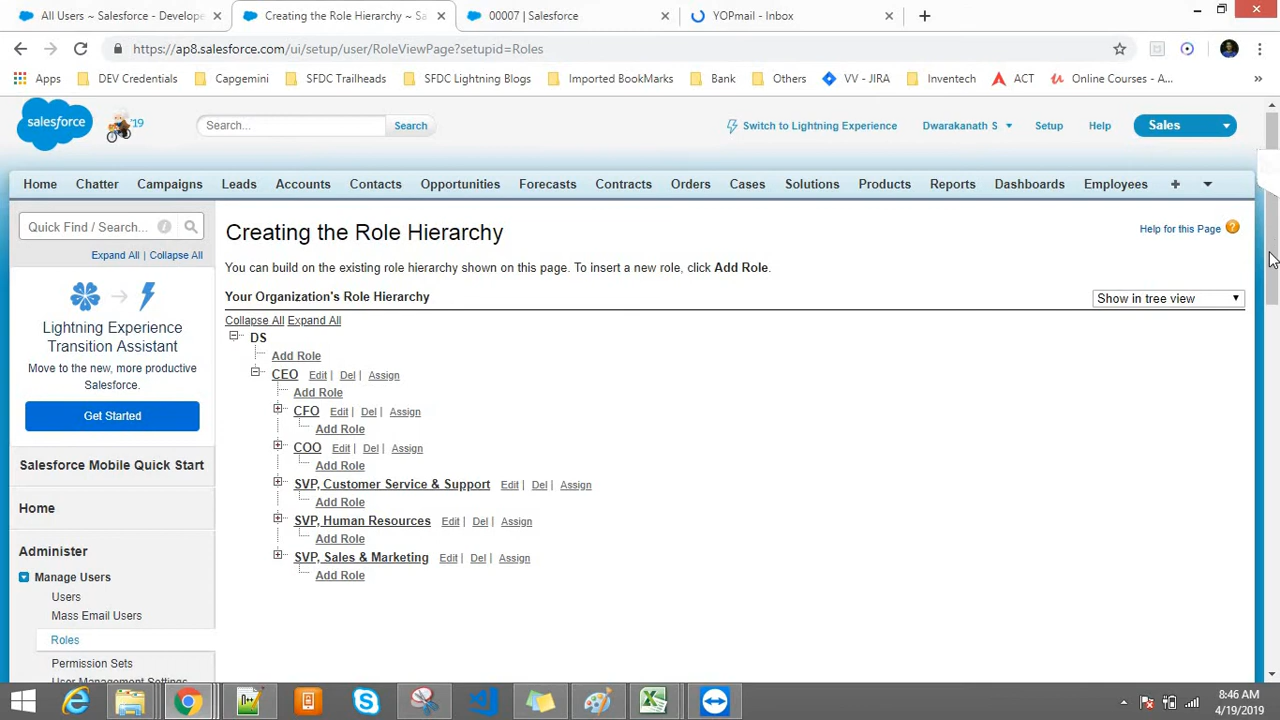 All Users ~ Salesforce - Develope
Creating the Role Hierarchy ~ Sa
00007 | Salesforce
YOPmail - Inbox
https://ap8.salesforce.com/ui/setup/user/RoleViewPage?setupid=Roles
Apps
DEV Credentials
Capgemini
SFDC Trailheads
SFDC Lightning Blogs
Imported BookMarks
Bank
Others
VV - JIRA
Inventech
ACT
Online Courses - A...
»
salesforce
'19
Search...
Search
Switch to Lightning Experience
Dwarakanath S
Setup
Help
Sales
Home
Chatter
Campaigns
Leads
Accounts
Contacts
Opportunities
Forecasts
Contracts
Orders
Cases
Solutions
Products
Reports
Dashboards
Employees
+
Quick Find / Search...
Expand All | Collapse All
Lightning Experience
Transition Assistant
Move to the new, more productive
Salesforce.
Get Started
Salesforce Mobile Quick Start
Home
Administer
Manage Users
Users
Mass Email Users
Roles
Permission Sets
User Management Settings
Creating the Role Hierarchy
Help for this Page
You can build on the existing role hierarchy shown on this page. To insert a new role, click Add Role.
Your Organization's Role Hierarchy
Show in tree view
Collapse All Expand All
DS
Add Role
CEO Edit | Del | Assign
Add Role
CFO Edit | Del | Assign
Add Role
COO Edit | Del | Assign
Add Role
SVP, Customer Service & Support Edit | Del | Assign
Add Role
SVP, Human Resources Edit | Del | Assign
Add Role
SVP, Sales & Marketing Edit | Del | Assign
Add Role
8:46 AM
4/19/2019